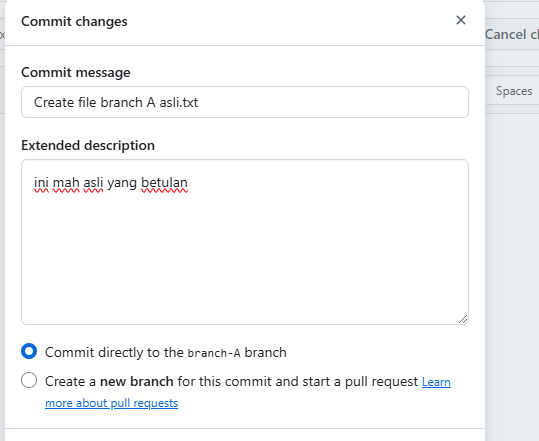 Commit changes
Cancel
Commit message
Create file branch A asli.txt
Spaces
Extended description
ini mah asli yang betulan
Commit directly to the branch-A branch
Create a new branch for this commit and start a pull request Learn
more about pull requests